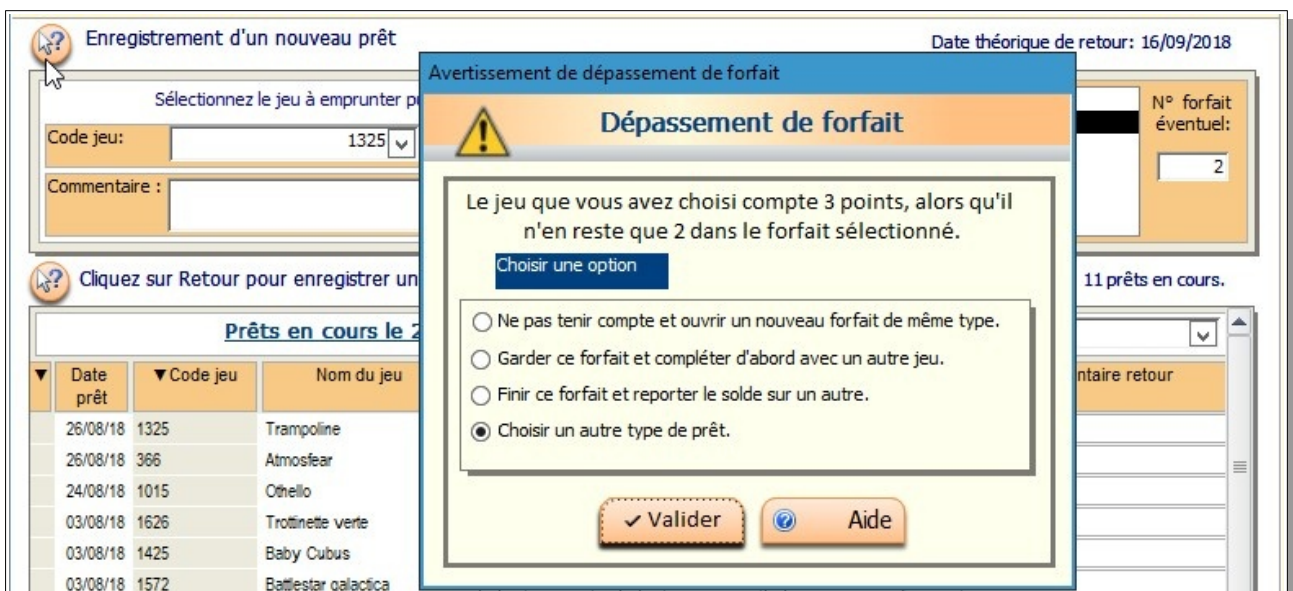 Enregistrement d'un nouveau prêt
Date théorique de retour: 16/09/2018
Sélectionnez le jeu à emprunter
Code jeu:
1325
N° forfait
éventuel:
2
Commentaire :
Cliquez sur Retour pour enregistrer un
11 prêts en cours.
Prêts en cours le 2
Date
prêt
Code jeu
Nom du jeu
ntaire retour
26/08/18 1325 Trampoline
26/08/18 366 Atmosfear
24/08/18 1015 Othello
03/08/18 1626 Trottinette verte
03/08/18 1425 Baby Cubus
03/08/18 1572 Battlestar galactica
Avertissement de dépassement de forfait
Dépassement de forfait
Le jeu que vous avez choisi compte 3 points, alors qu'il
n'en reste que 2 dans le forfait sélectionné.
Choisir une option
Ne pas tenir compte et ouvrir un nouveau forfait de même type.
Garder ce forfait et compléter d'abord avec un autre jeu.
Finir ce forfait et reporter le solde sur un autre.
Choisir un autre type de prêt.
Valider
Aide